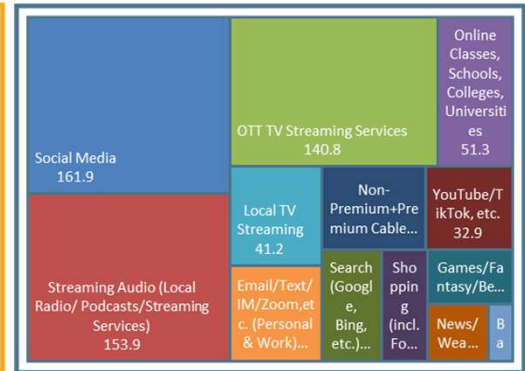 Social Media
161.9
OTT TV Streaming Services
140.8
Online
Classes,
Schools,
Colleges,
Universiti
es
51.3
Streaming Audio (Local
Radio/ Podcasts/Streaming
Services)
153.9
Local TV
Streaming
41.2
Non-
Premium+Pre
mium Cable...
YouTube/T
ikTok, etc.
32.9
Email/Text/
IM/Zoom,et
c. (Personal
& Work)...
Search
(Googl
e,
Bing,
etc.)...
Sho
ppin
g
(incl.
Fo...
Games/Fa
ntasy/Be...
News/
Wea...
Ba